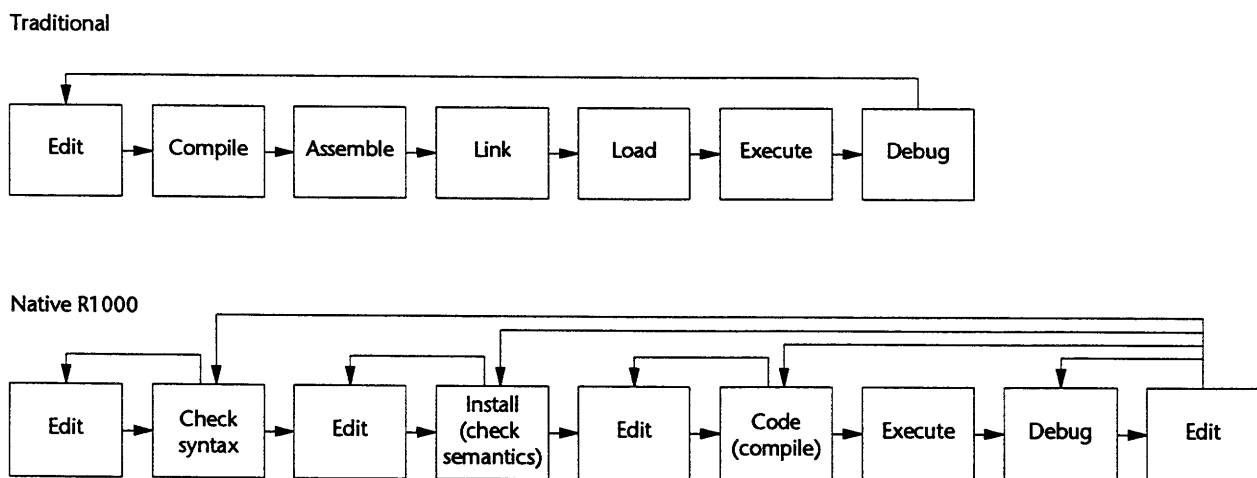 Traditional
Edit
Compile
Assemble
Link
Load
Execute
Debug
Native R1000
Edit
Check
syntax
Edit
Install
(check
semantics)
Edit
Code
(compile)
Execute
Debug
Edit